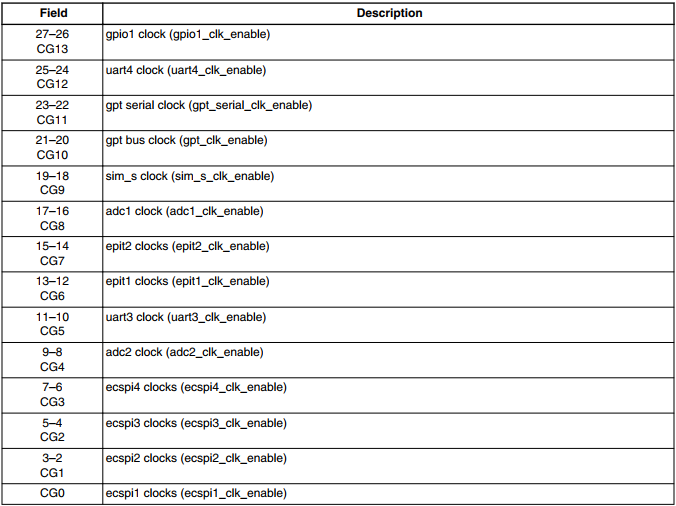 Field Description
27–26 gpio1 clock (gpio1_clk_enable)
CG13
25–24 uart4 clock (uart4_clk_enable)
CG12
23–22 gpt serial clock (gpt_serial_clk_enable)
CG11
21–20 gpt bus clock (gpt_clk_enable)
CG10
19–18 sim_s clock (sim_s_clk_enable)
CG9
17–16 adc1 clock (adc1_clk_enable)
CG8
15–14 epit2 clocks (epit2_clk_enable)
CG7
13–12 epit1 clocks (epit1_clk_enable)
CG6
11–10 uart3 clock (uart3_clk_enable)
CG5
9–8 adc2 clock (adc2_clk_enable)
CG4
7–6 ecspi4 clocks (ecspi4_clk_enable)
CG3
5–4 ecspi3 clocks (ecspi3_clk_enable)
CG2
3–2 ecspi2 clocks (ecspi2_clk_enable)
CG1
CG0 ecspi1 clocks (ecspi1_clk_enable)